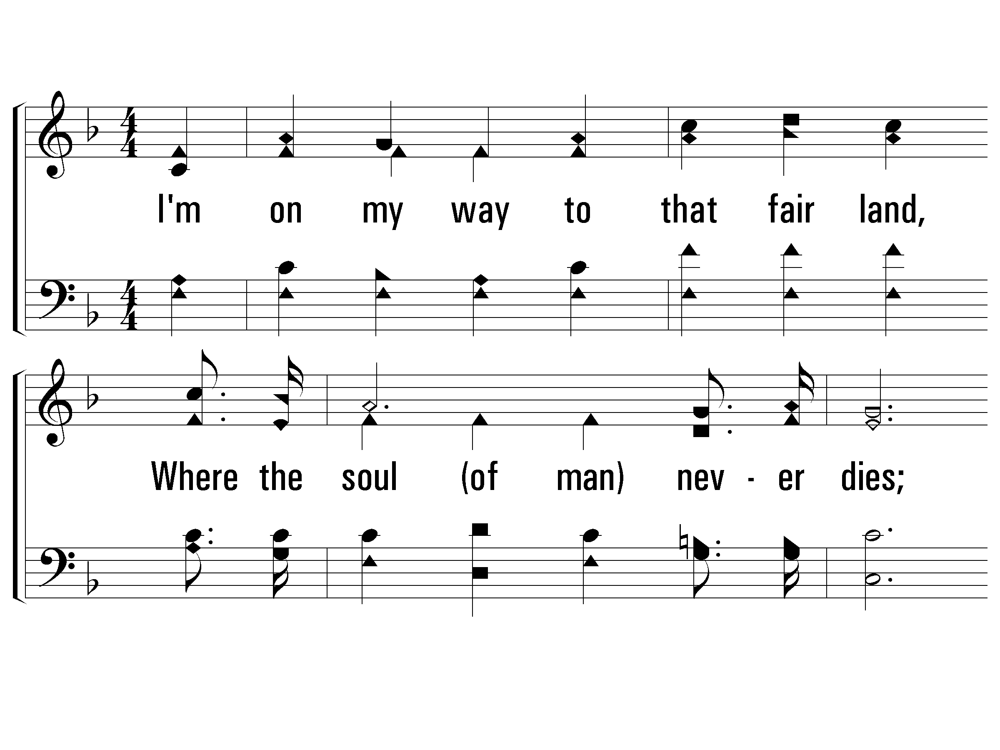 I'm on my way to that fair land,
Where the soul (of man) nev - er dies;